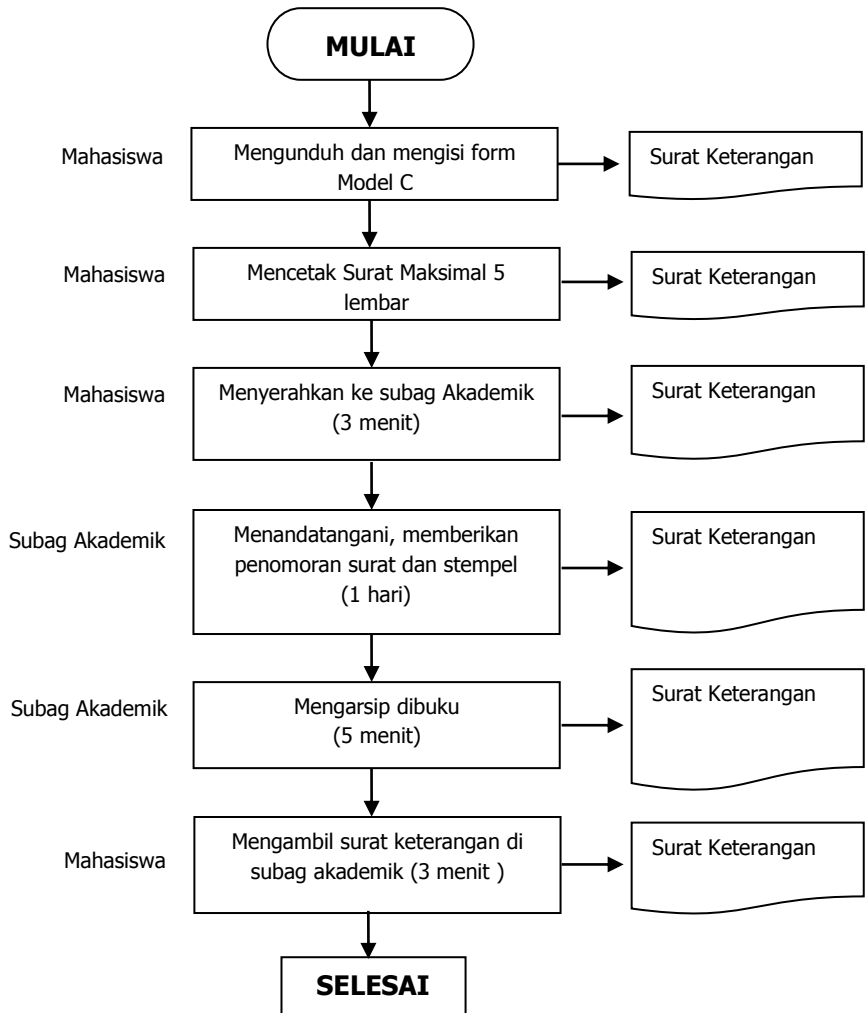 MULAI
Mahasiswa
Mengunduh dan mengisi form
Model C
Surat Keterangan
Mahasiswa
Mencetak Surat Maksimal 5
lembar
Surat Keterangan
Mahasiswa
Menyerahkan ke subag Akademik
(3 menit)
Surat Keterangan
Subag Akademik
Menandatangani, memberikan
penomoran surat dan stempel
(1 hari)
Surat Keterangan
Subag Akademik
Mengarsip dibuku
(5 menit)
Surat Keterangan
Mahasiswa
Mengambil surat keterangan di
subag akademik (3 menit )
Surat Keterangan
SELESAI